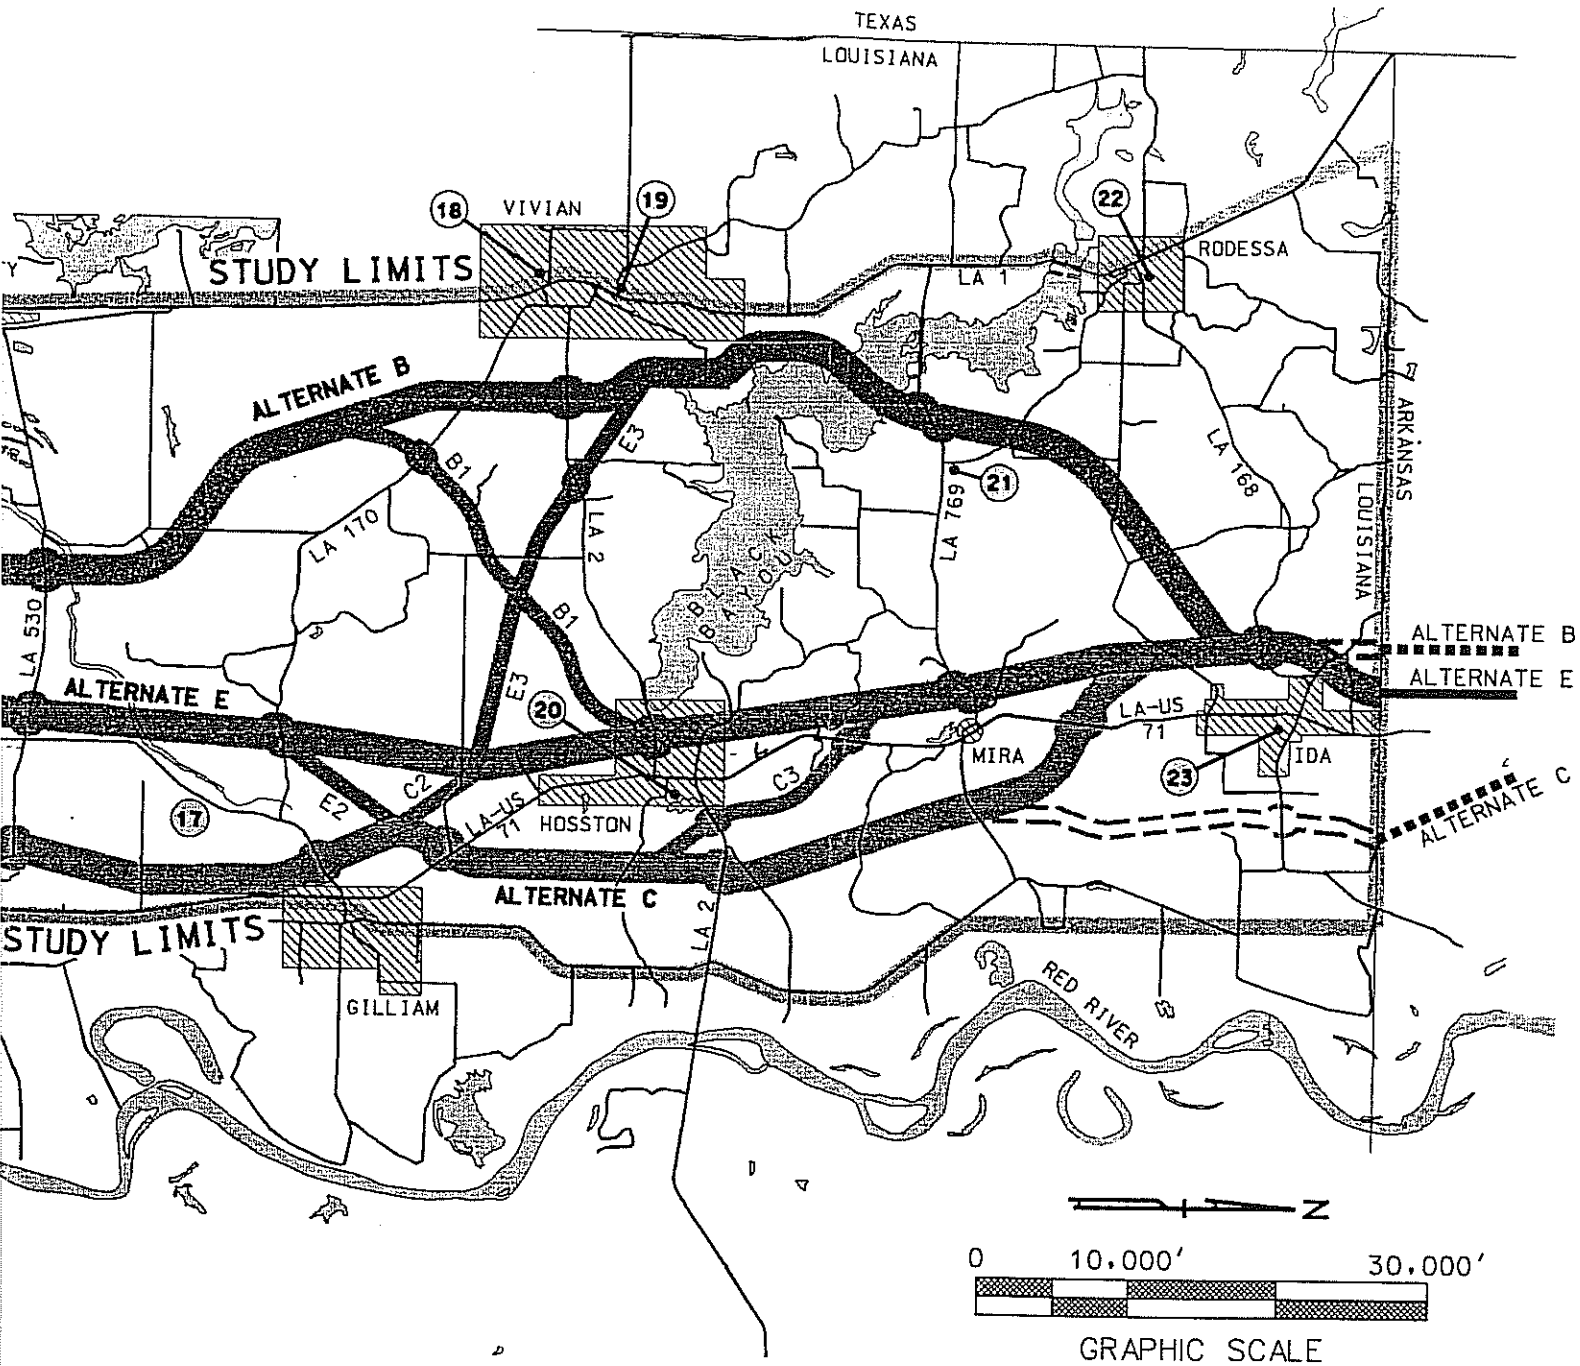 TEXAS
LOUISIANA
18
VIVIAN
19
22
RODESSA
Y
STUDY LIMITS
LA 1
ALTERNATE B
B1
E3
LA 170
LA 2
21
LA 769
LA 168
ARKANSAS
LOUISIANA
BLACK
BAYOU
B1
LA 530
E3
ALTERNATE E
20
ALTERNATE B
ALTERNATE E
LA-US
71
MIRA
IDA
23
C3
C2
E2
LA-US
71
HOSSTON
17
ALTERNATE C
ALTERNATE C
LA 2
STUDY LIMITS
GILLIAM
RED RIVER
N
0 10,000' 30,000'
GRAPHIC SCALE